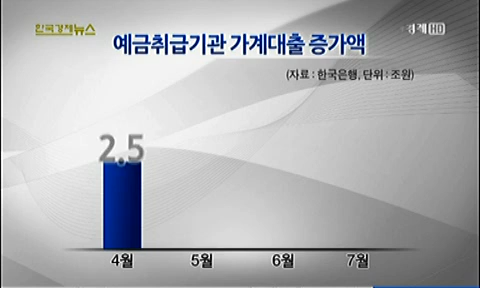 한국경제뉴스
경제HD
예금취급기관 가계대출 증가액
(자료 : 한국은행, 단위 : 조원)
2.5
4월 5월 6월 7월